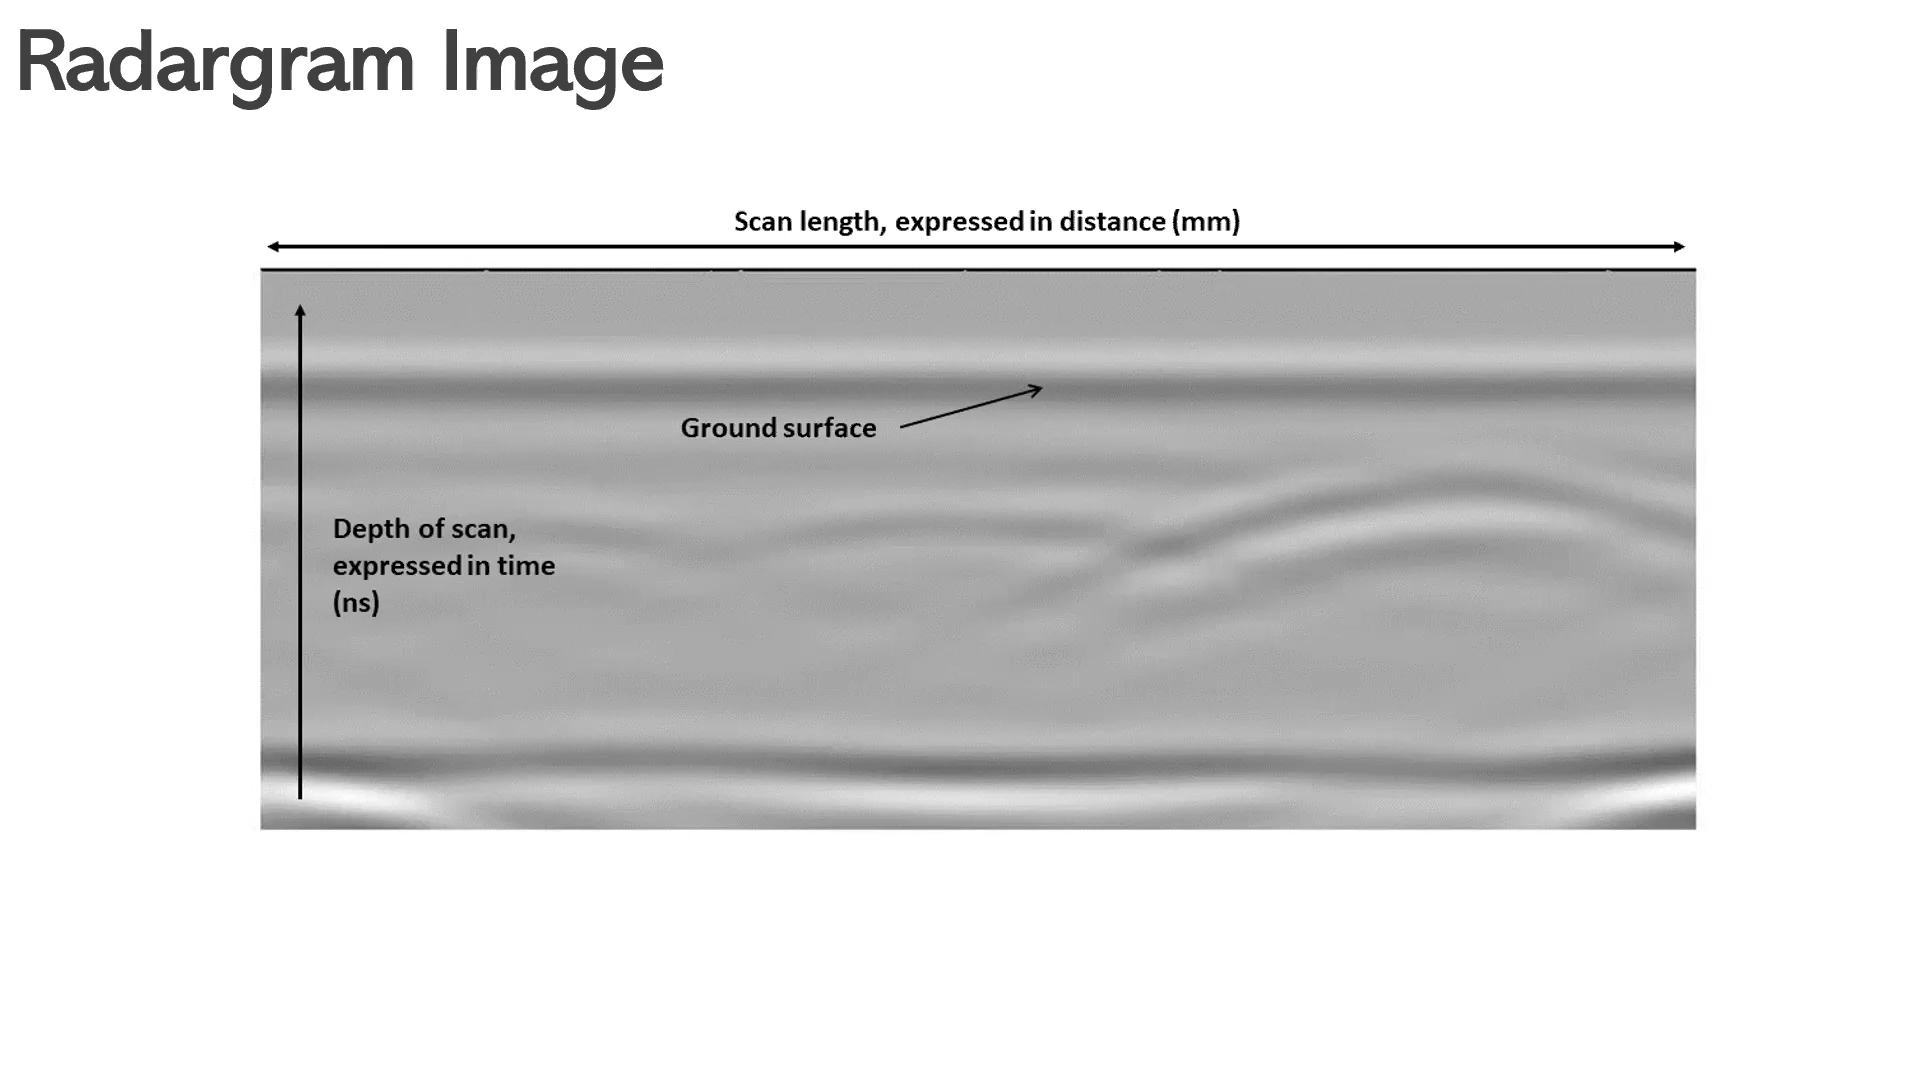 Radargram Image
Scan length, expressed in distance (mm)
Ground surface
Depth of scan,
expressed in time
(ns)